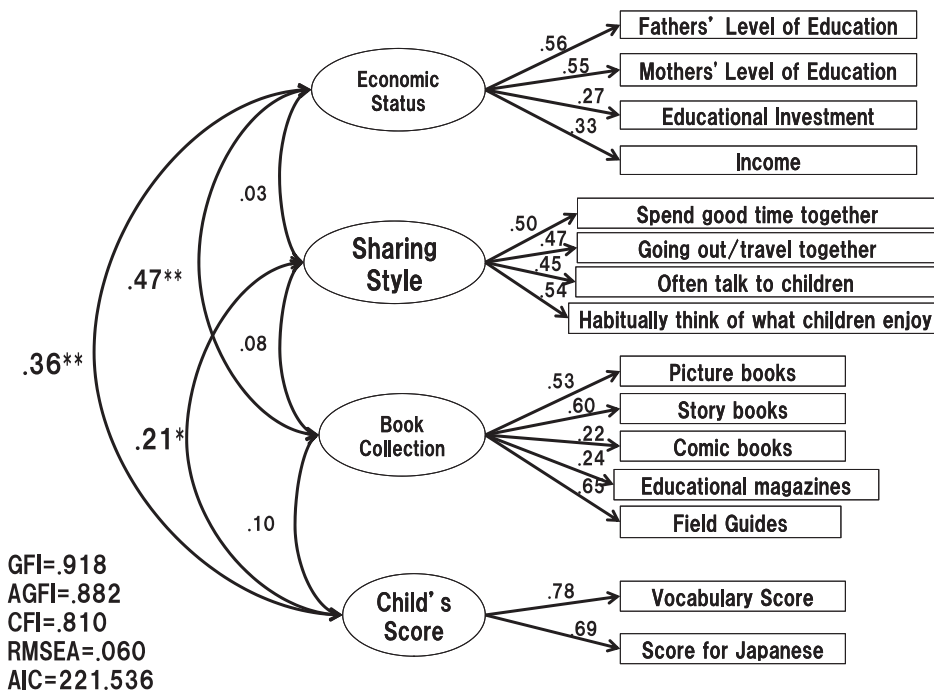 Economic
Status
.56
Fathers' Level of Education
.55
Mothers' Level of Education
.27
Educational Investment
.33
Income
.03
Sharing
Style
.50
Spend good time together
.47
Going out/travel together
.45
Often talk to children
.54
Habitually think of what children enjoy
.47**
.36**
.08
Book
Collection
.53
Picture books
.60
Story books
.22
Comic books
.24
Educational magazines
.65
Field Guides
.21*
.10
Child's
Score
.78
Vocabulary Score
.69
Score for Japanese
GFI=.918
AGFI=.882
CFI=.810
RMSEA=.060
AIC=221.536